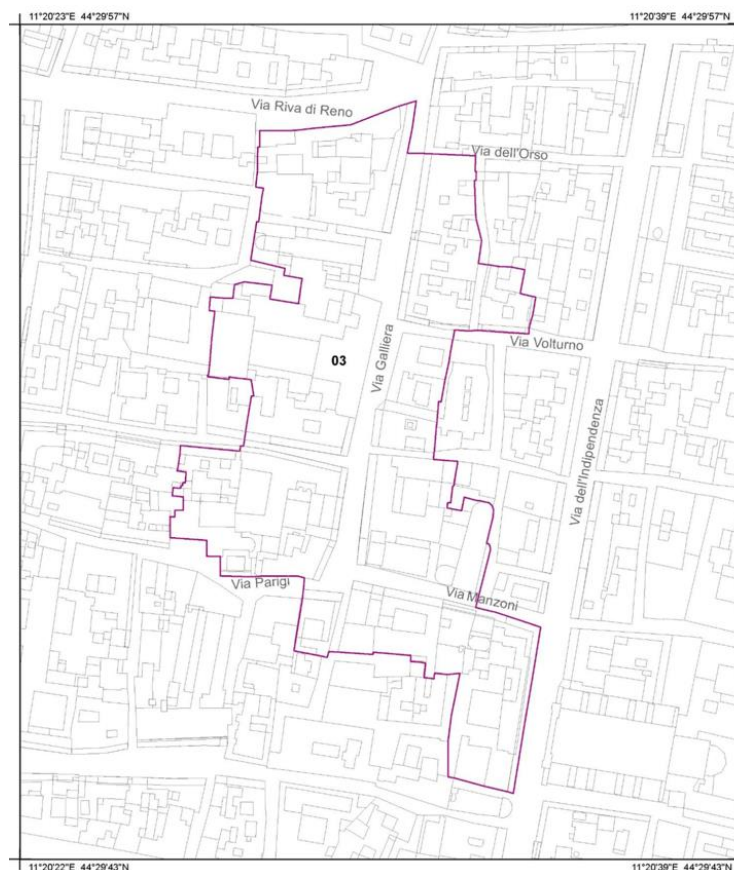 11°20'23"E 44°29'57"N
11°20'39"E 44°29'57"N
Via Riva di Reno
Via dell'Orso
Via Galliera
Via Volturno
03
Via dell'Indipendenza
Via Parigi
Via Manzoni
11°20'22"E 44°29'43"N
11°20'39"E 44°29'43"N